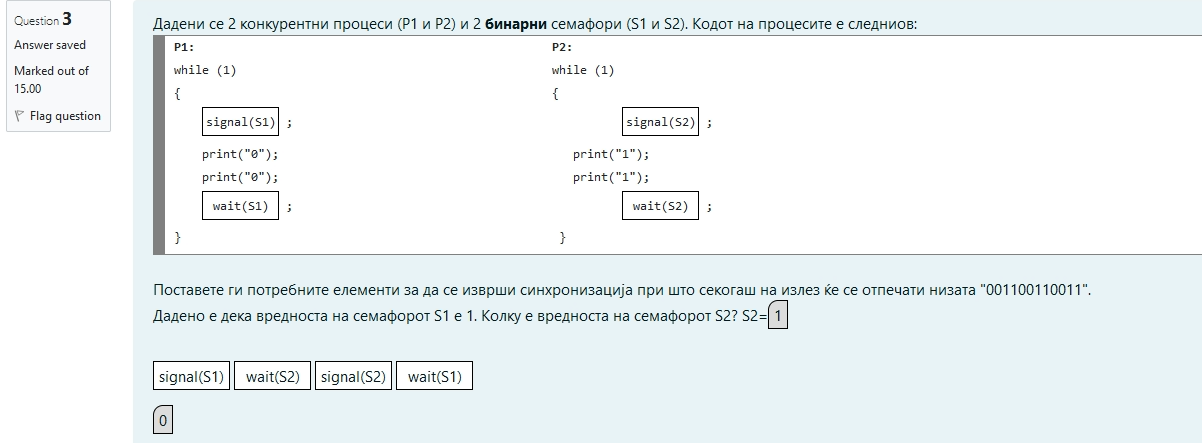 Question 3
Answer saved
Marked out of
15.00
Flag question
Дадени се 2 конкурентни процеси (P1 и P2) и 2 бинарни семафори (S1 и S2). Кодот на процесите е следниов:
P1: P2:
while (1) while (1)
{ {
signal(S1) ; signal(S2) ;
print("0"); print("1");
print("0"); print("1");
wait(S1) ; wait(S2) ;
} }
Поставете ги потребните елементи за да се изврши синхронизација при што секогаш на излез ќе се отпечати низата "001100110011".
Дадено е дека вредноста на семафорот S1 е 1. Колку е вредноста на семафорот S2? S2= 1
signal(S1) wait(S2) signal(S2) wait(S1)
0